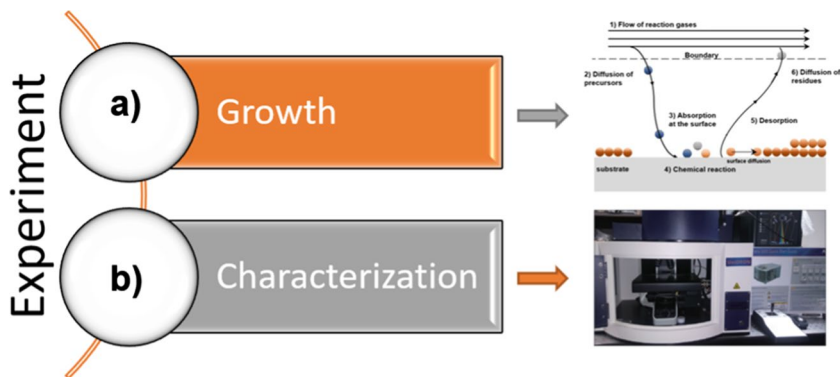 Experiment
a)
Growth
b)
Characterization
1) Flow of reaction gases
Boundary
2) Diffusion of
precursors
6) Diffusion of
residues
3) Absorption
at the surface
5) Desorption
surface diffusion
substrate
4) Chemical reaction